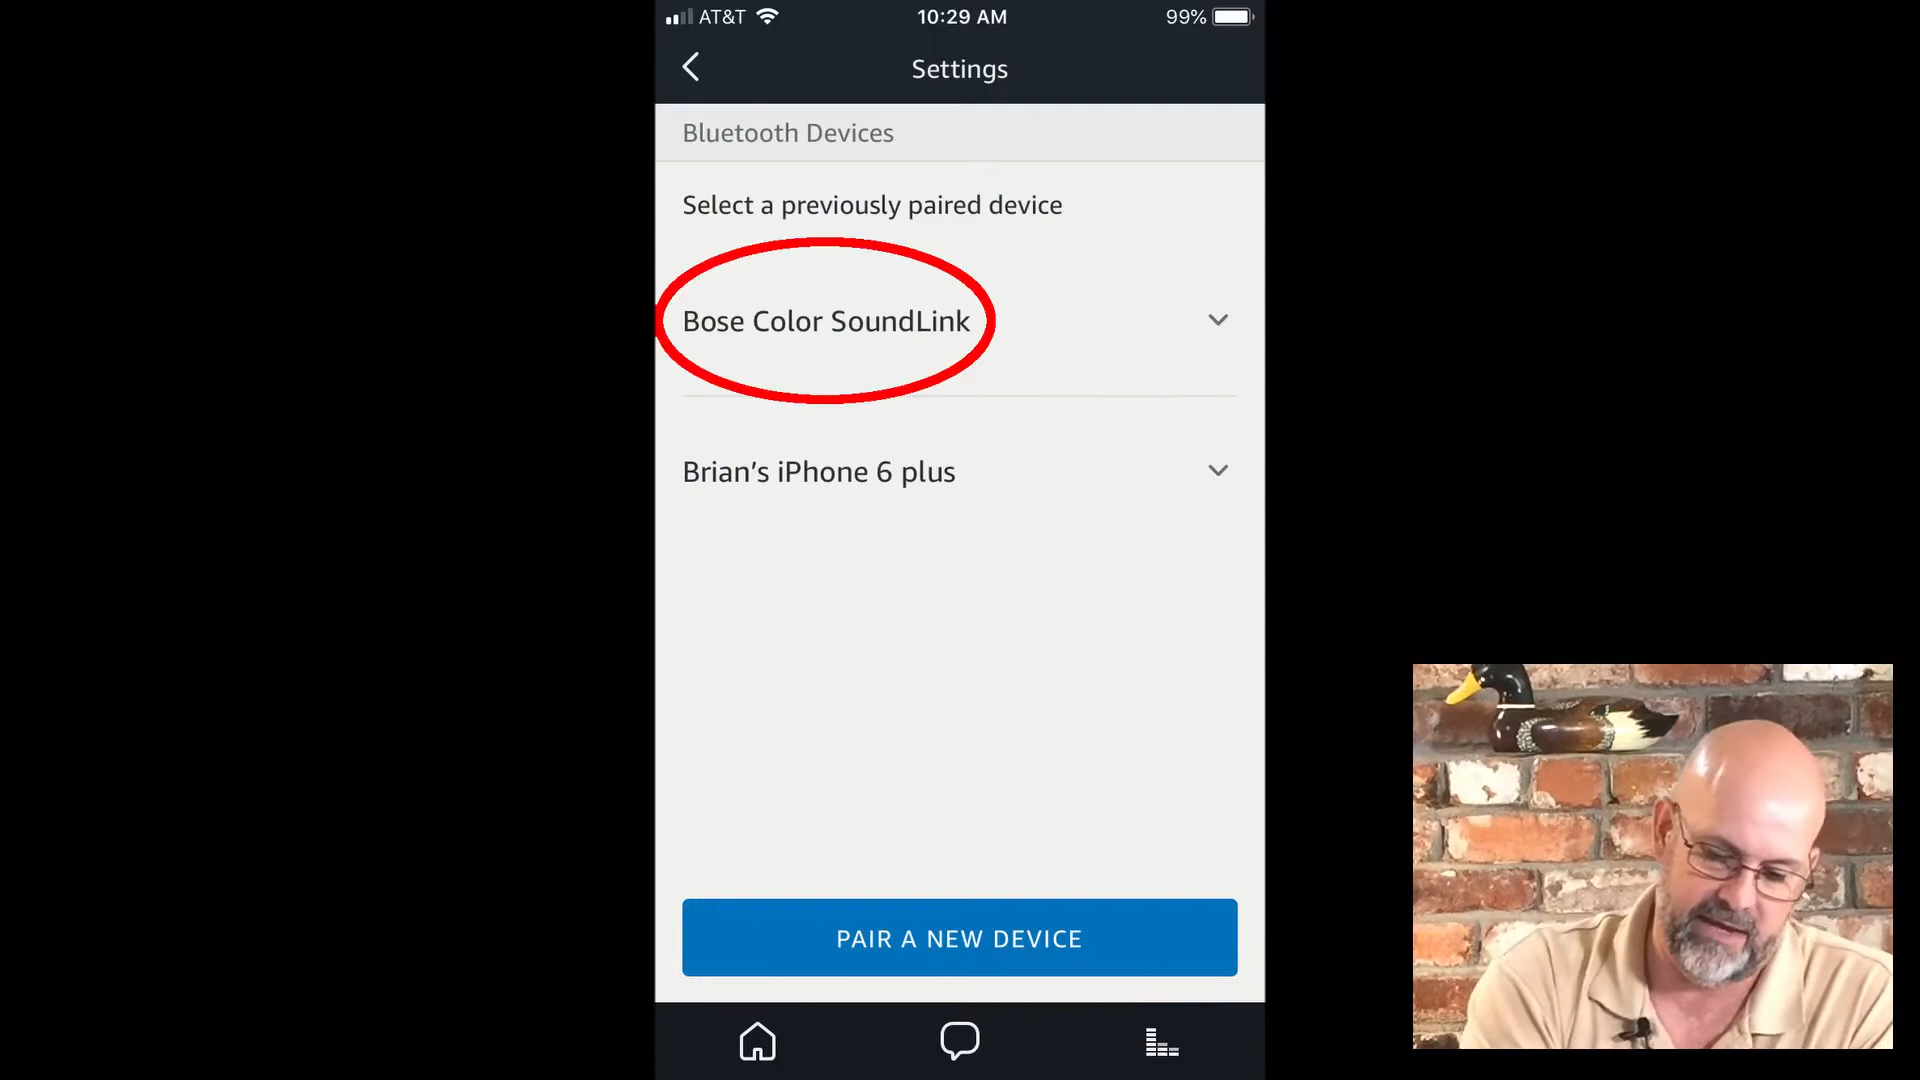 AT&T 10:29 AM 99%
Settings
Bluetooth Devices
Select a previously paired device
Bose Color SoundLink
Brian's iPhone 6 plus
PAIR A NEW DEVICE